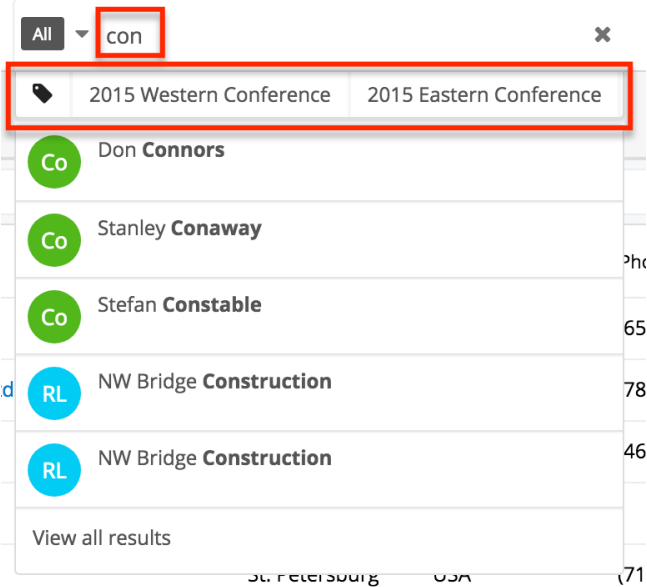 All con
2015 Western Conference 2015 Eastern Conference
Co Don Connors
Co Stanley Conaway
Co Stefan Constable
RL NW Bridge Construction
RL NW Bridge Construction
View all results
65
78
46
St. Petersburg USA (71